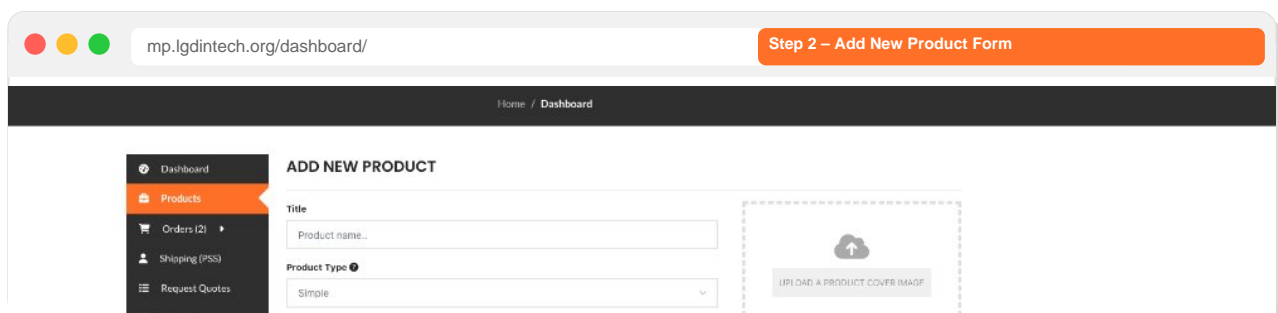 mp.lgdintech.org/dashboard/
Step 2 – Add New Product Form
Home / Dashboard
Dashboard
Products
Orders (2)
Shipping (PSS)
Request Quotes
ADD NEW PRODUCT
Title
Product name..
Product Type
Simple
UPLOAD A PRODUCT COVER IMAGE